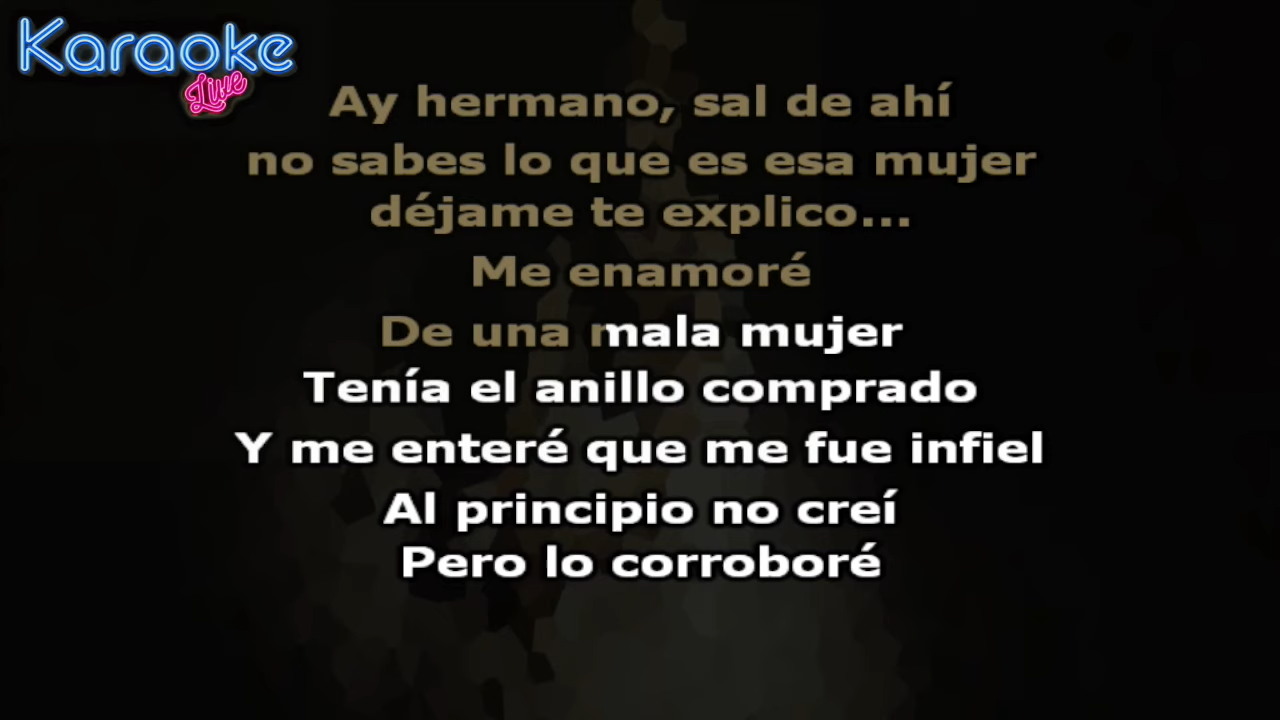 Karaoke
Live
Ay hermano, sal de ahí
no sabes lo que es esa mujer
déjame te explico...
Me enamoré
De una mala mujer
Tenía el anillo comprado
Y me enteré que me fue infiel
Al principio no creí
Pero lo corroboré